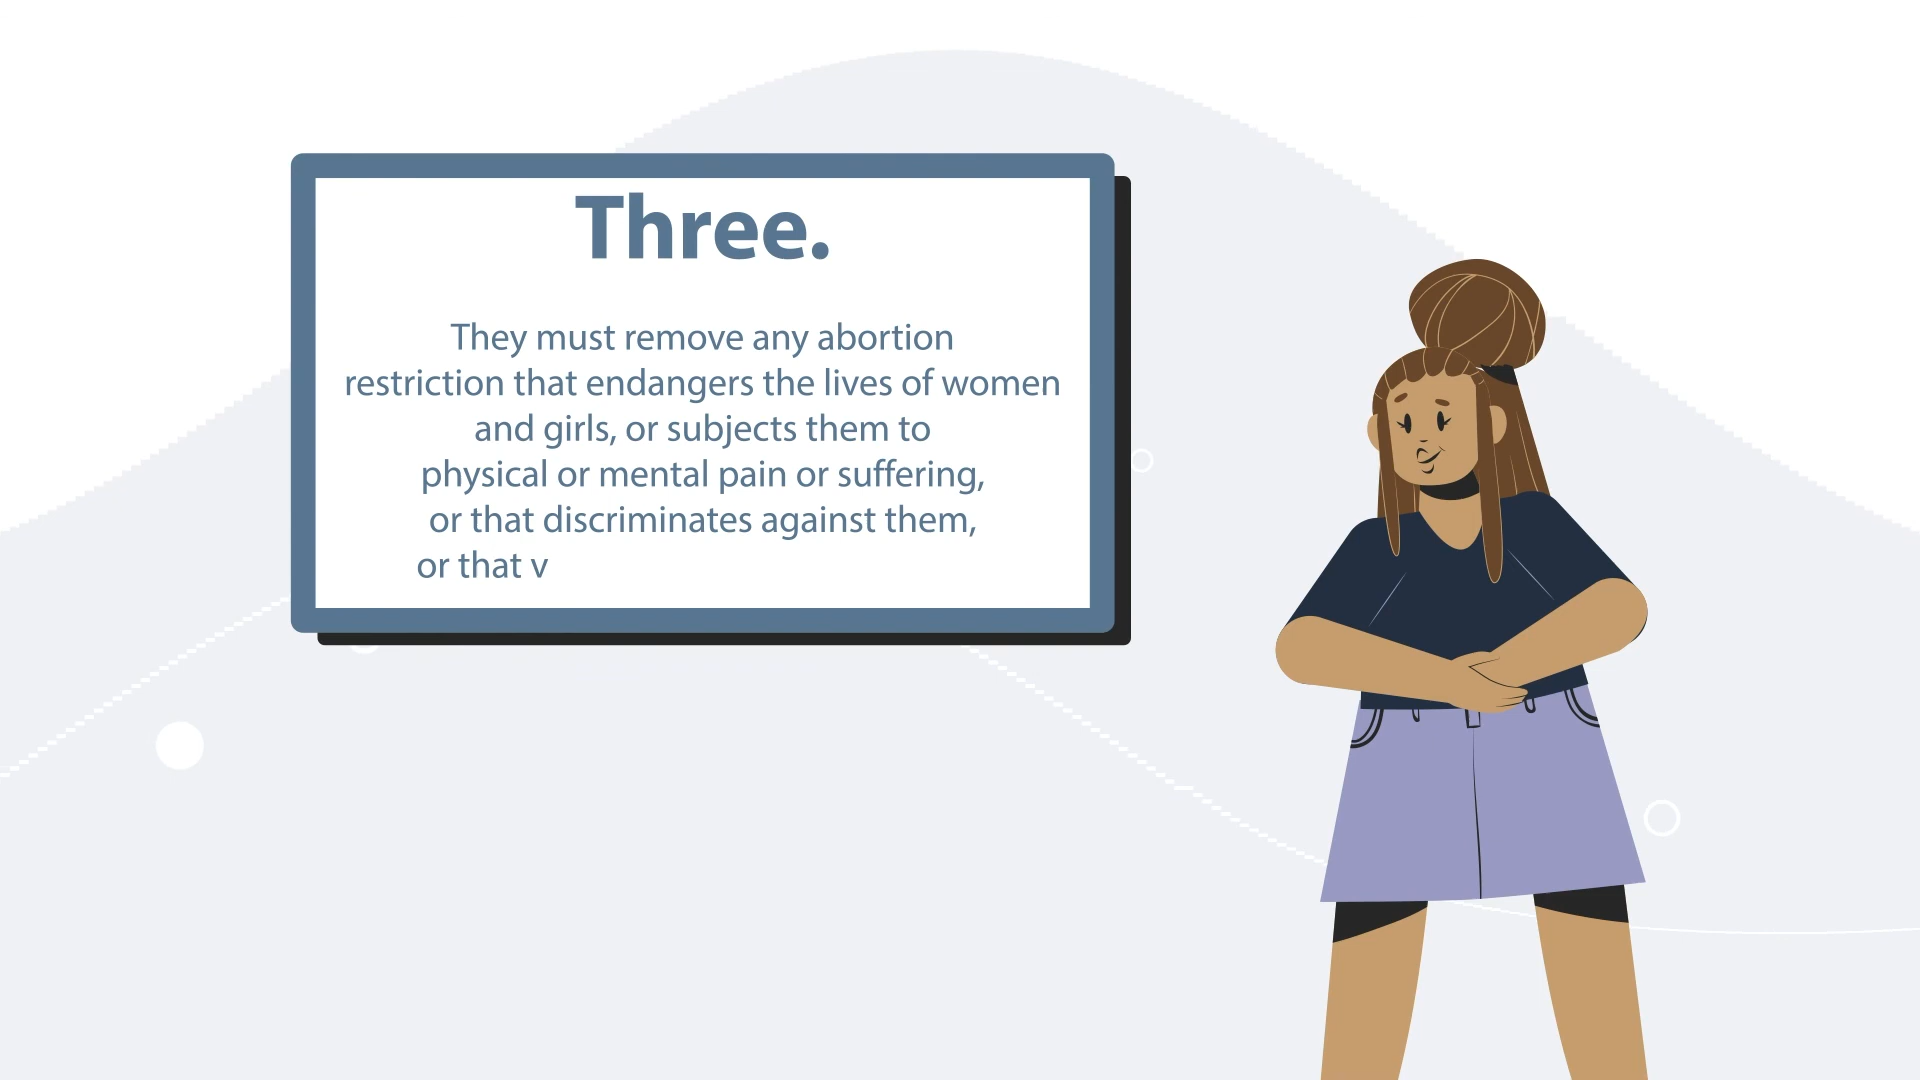 Three.
They must remove any abortion
restriction that endangers the lives of women
and girls, or subjects them to
physical or mental pain or suffering,
or that discriminates against them,
or that v